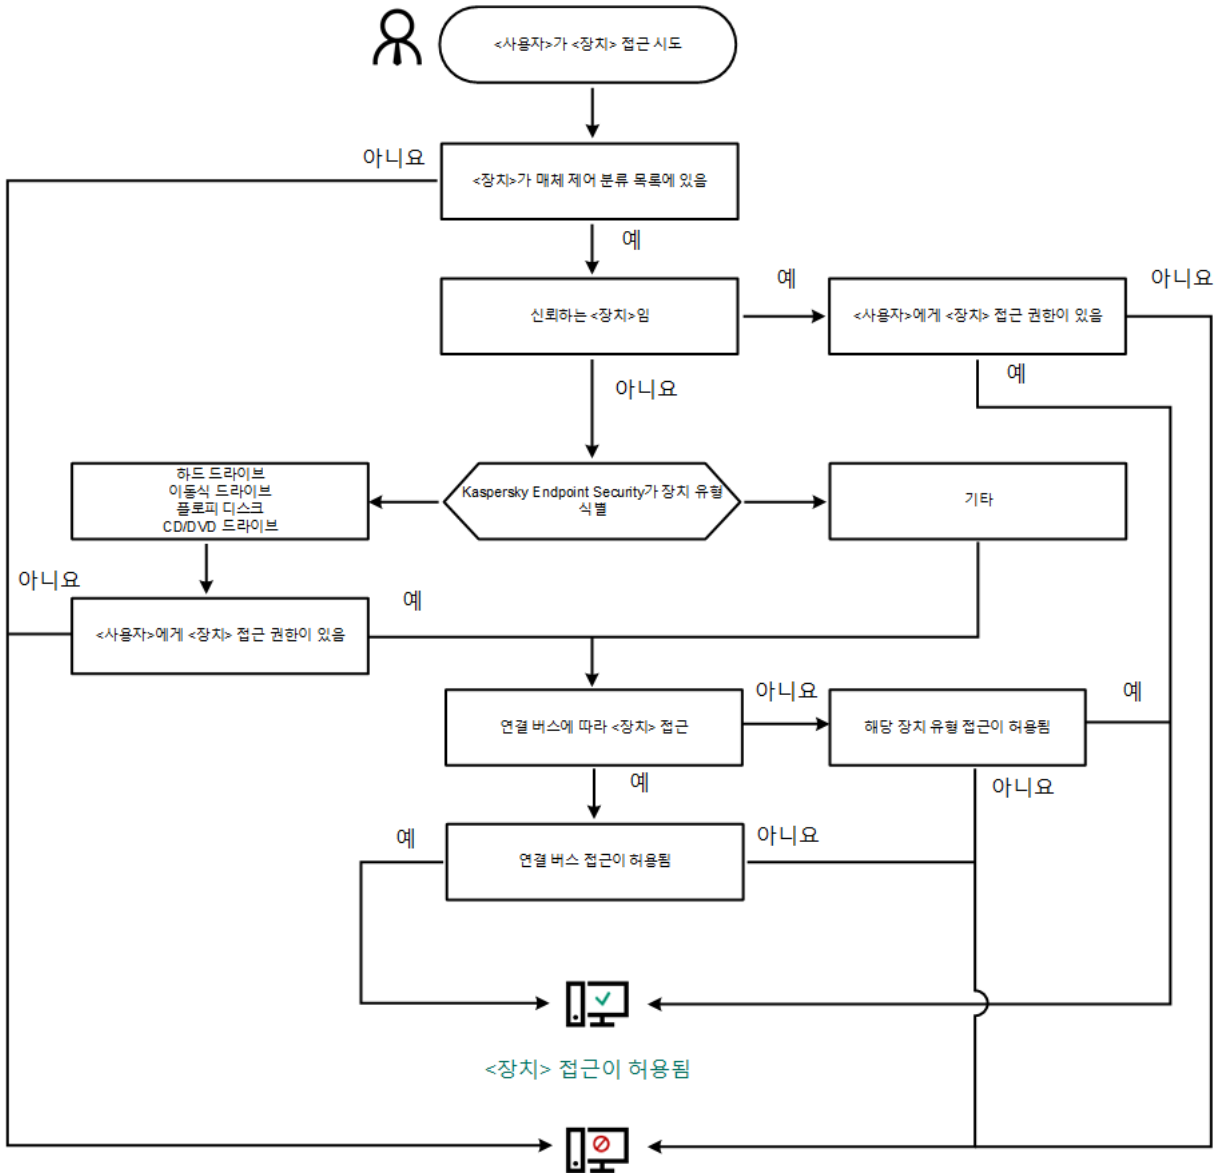 <사용자>가 <장치> 접근 시도
아니요
<장치>가 매체 제어 분류 목록에 있음
예
신뢰하는 <장치>임
예
<사용자>에게 <장치> 접근 권한이 있음
아니요
예
아니요
하드 드라이브
이동식 드라이브
플로피 디스크
CD/DVD 드라이브
Kaspersky Endpoint Security가 장치 유형
식별
기타
아니요
<사용자>에게 <장치> 접근 권한이 있음
예
연결 버스에 따라 <장치> 접근
아니요
해당 장치 유형 접근이 허용됨
예
예
아니요
예
연결 버스 접근이 허용됨
아니요
<장치> 접근이 허용됨